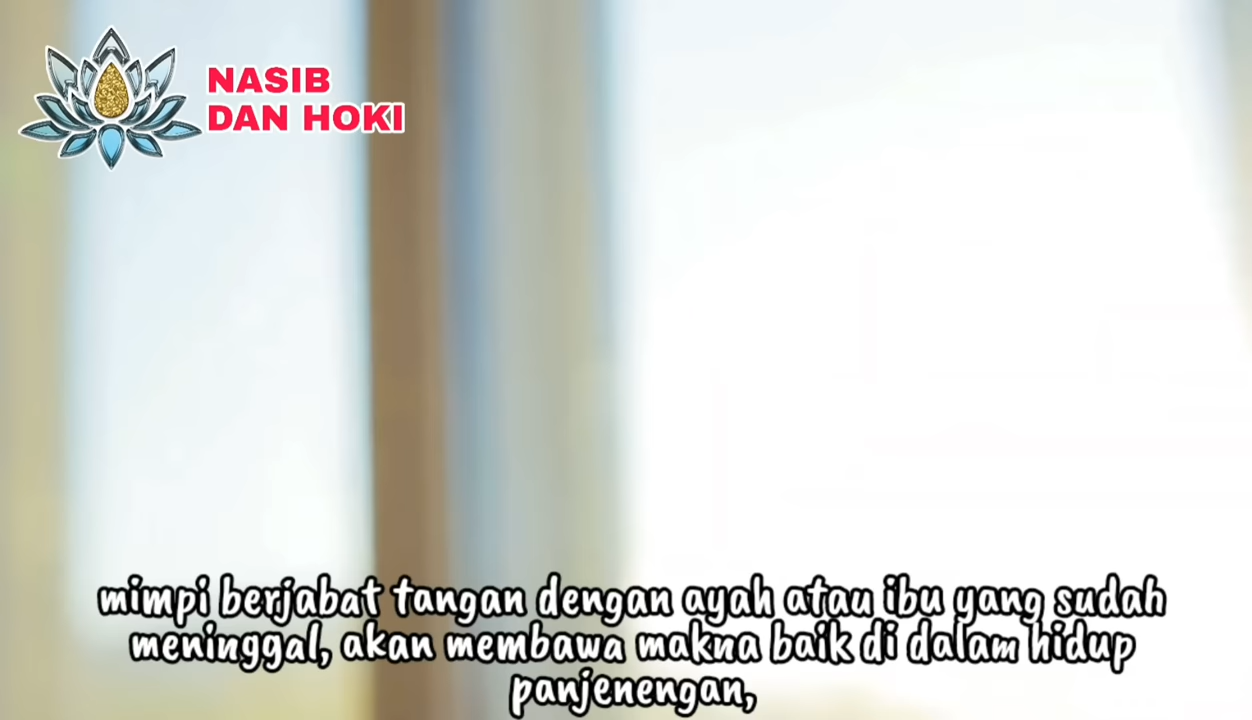 NASIB
DAN HOKI
mimpi berjabat tangan dengan ayah atau ibu yang sudah
meninggal, akan membawa makna baik di dalam hidup
panjenengan,